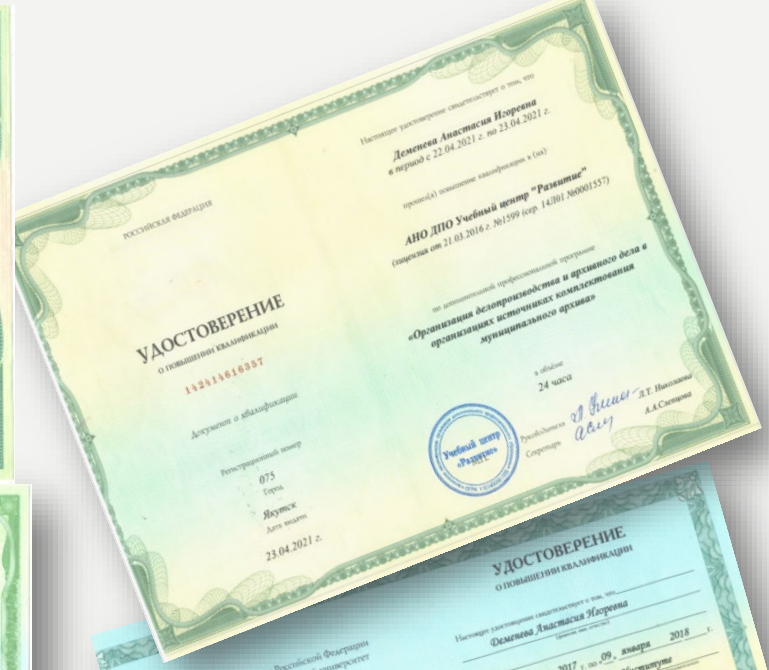 РОССИЙСКАЯ ФЕДЕРАЦИЯ
УДОСТОВЕРЕНИЕ
О ПОВЫШЕНИИ КВАЛИФИКАЦИИ
142414616357
Документ о квалификации
Регистрационный номер
075
Город
Якутск
Дата выдачи
23.04.2021 г.
Настоящее удостоверение свидетельствует о том, что
Деменева Анастасия Игоревна
в период с 22.04.2021 г. по 23.04.2021 г.
прошел(а) повышение квалификации в (на)
АНО ДПО Учебный центр "Развитие"
(лицензия от 21.03.2016 г. №1599 (сер. 14Л01 №0001557)
по дополнительной профессиональной программе
«Организация делопроизводства и архивного дела в
организациях источниках комплектования
муниципального архива»
в объёме
24 часа
Руководитель Л.Т. Николаева
Секретарь А.А.Слепцова
Учебный центр
«Развитие»
УДОСТОВЕРЕНИЕ
О ПОВЫШЕНИИ КВАЛИФИКАЦИИ
Настоящее удостоверение свидетельствует о том, что
Деменева Анастасия Игоревна
2017 г. по « 09 » января 2018 г.
Российской Федерации
университет